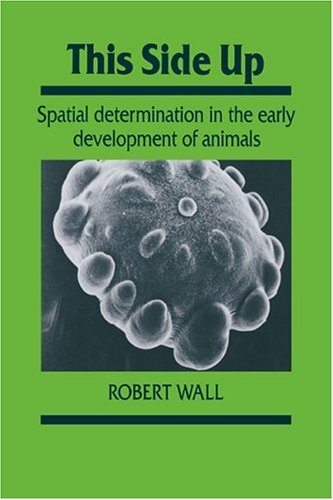 This Side Up
Spatial determination in the early
development of animals
ROBERT WALL